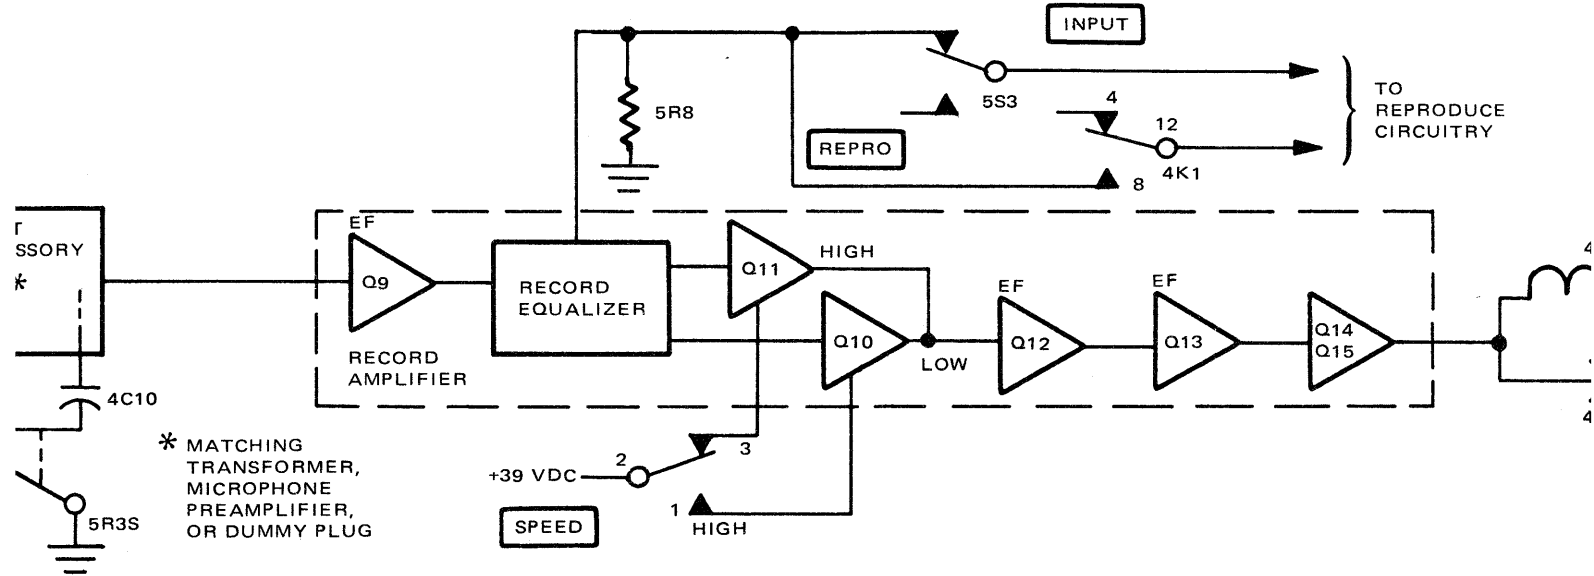 INPUT
5S3
5R8
4
12
4K1
8
REPRO
TO
REPRODUCE
CIRCUITRY
T
SSORY
*
4C10
5R3S
EF
Q9
RECORD
AMPLIFIER
RECORD
EQUALIZER
Q11
HIGH
Q10
LOW
EF
Q12
EF
Q13
Q14
Q15
4
4
* MATCHING
TRANSFORMER,
MICROPHONE
PREAMPLIFIER,
OR DUMMY PLUG
+39 VDC
2
3
1
HIGH
SPEED